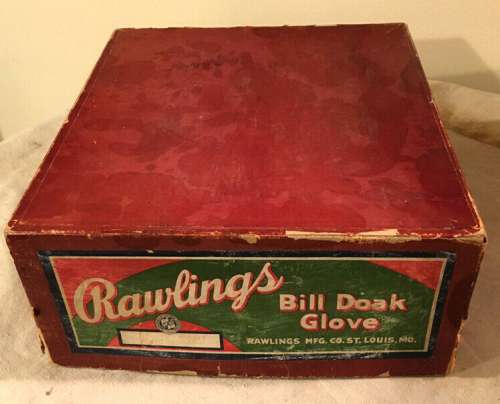 Rawlings
Bill Doak
Glove
RAWLINGS MFG. CO. ST. LOUIS, MO.